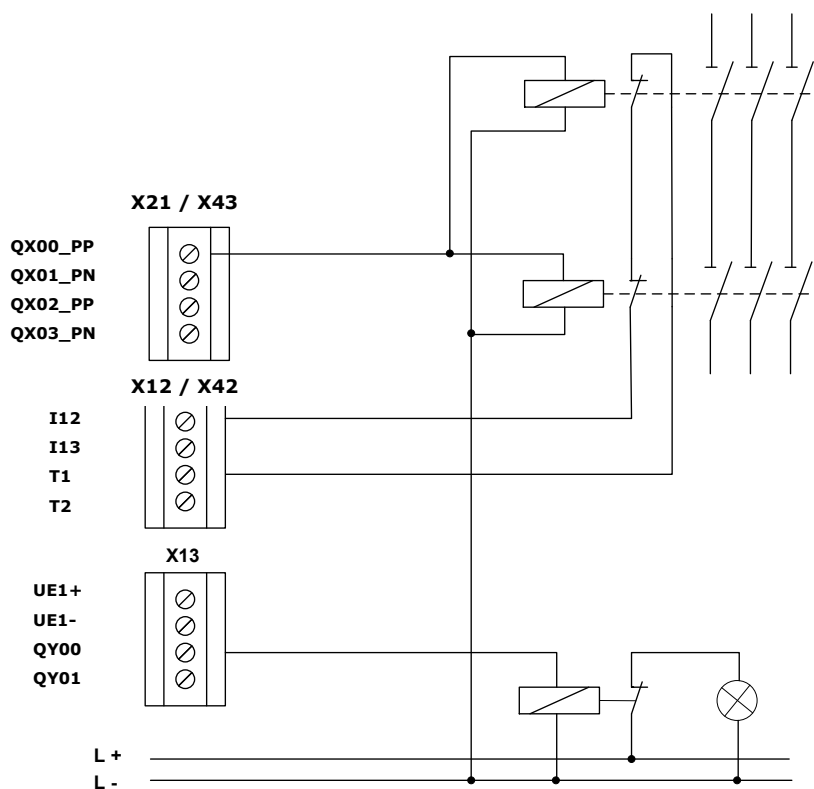 X21 / X43
QX00_PP
QX01_PN
QX02_PP
QX03_PN
X12 / X42
I12
I13
T1
T2
X13
UE1+
UE1-
QY00
QY01
L +
L -